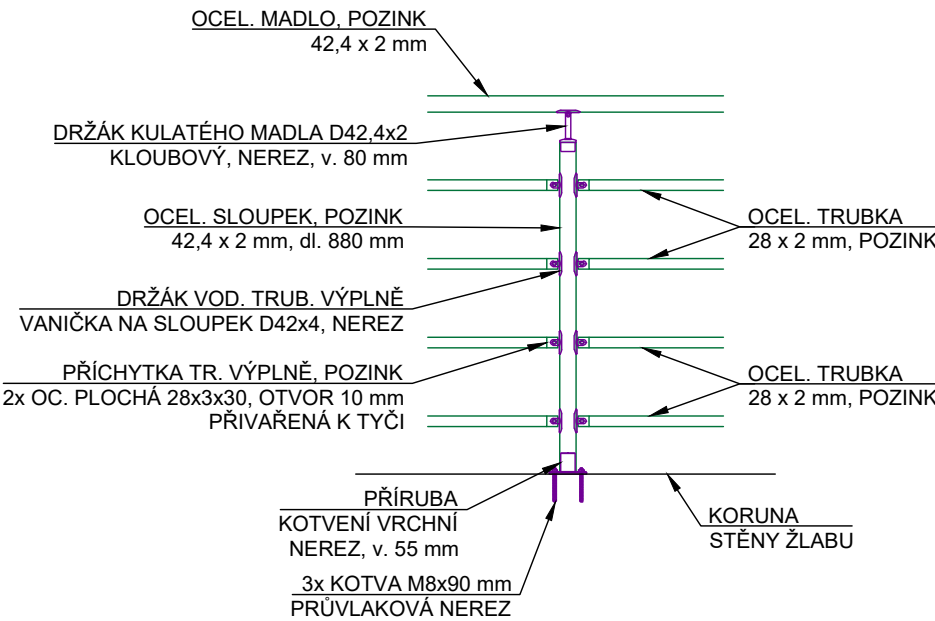 OCEL. MADLO, POZINK
42,4 x 2 mm
DRŽÁK KULATÉHO MADLA D42,4x2
KLOUBOVÝ, NEREZ, v. 80 mm
OCEL. SLOUPEK, POZINK
42,4 x 2 mm, dl. 880 mm
OCEL. TRUBKA
28 x 2 mm, POZINK
DRŽÁK VOD. TRUB. VÝPLNĚ
VANIČKA NA SLOUPEK D42x4, NEREZ
PŘÍCHYTKA TR. VÝPLNĚ, POZINK
2x OC. PLOCHÁ 28x3x30, OTVOR 10 mm
PŘIVAŘENÁ K TYČI
OCEL. TRUBKA
28 x 2 mm, POZINK
PŘÍRUBA
KOTVENÍ VRCHNÍ
NEREZ, v. 55 mm
KORUNA
STĚNY ŽLABU
3x KOTVA M8x90 mm
PRŮVLAKOVÁ NEREZ